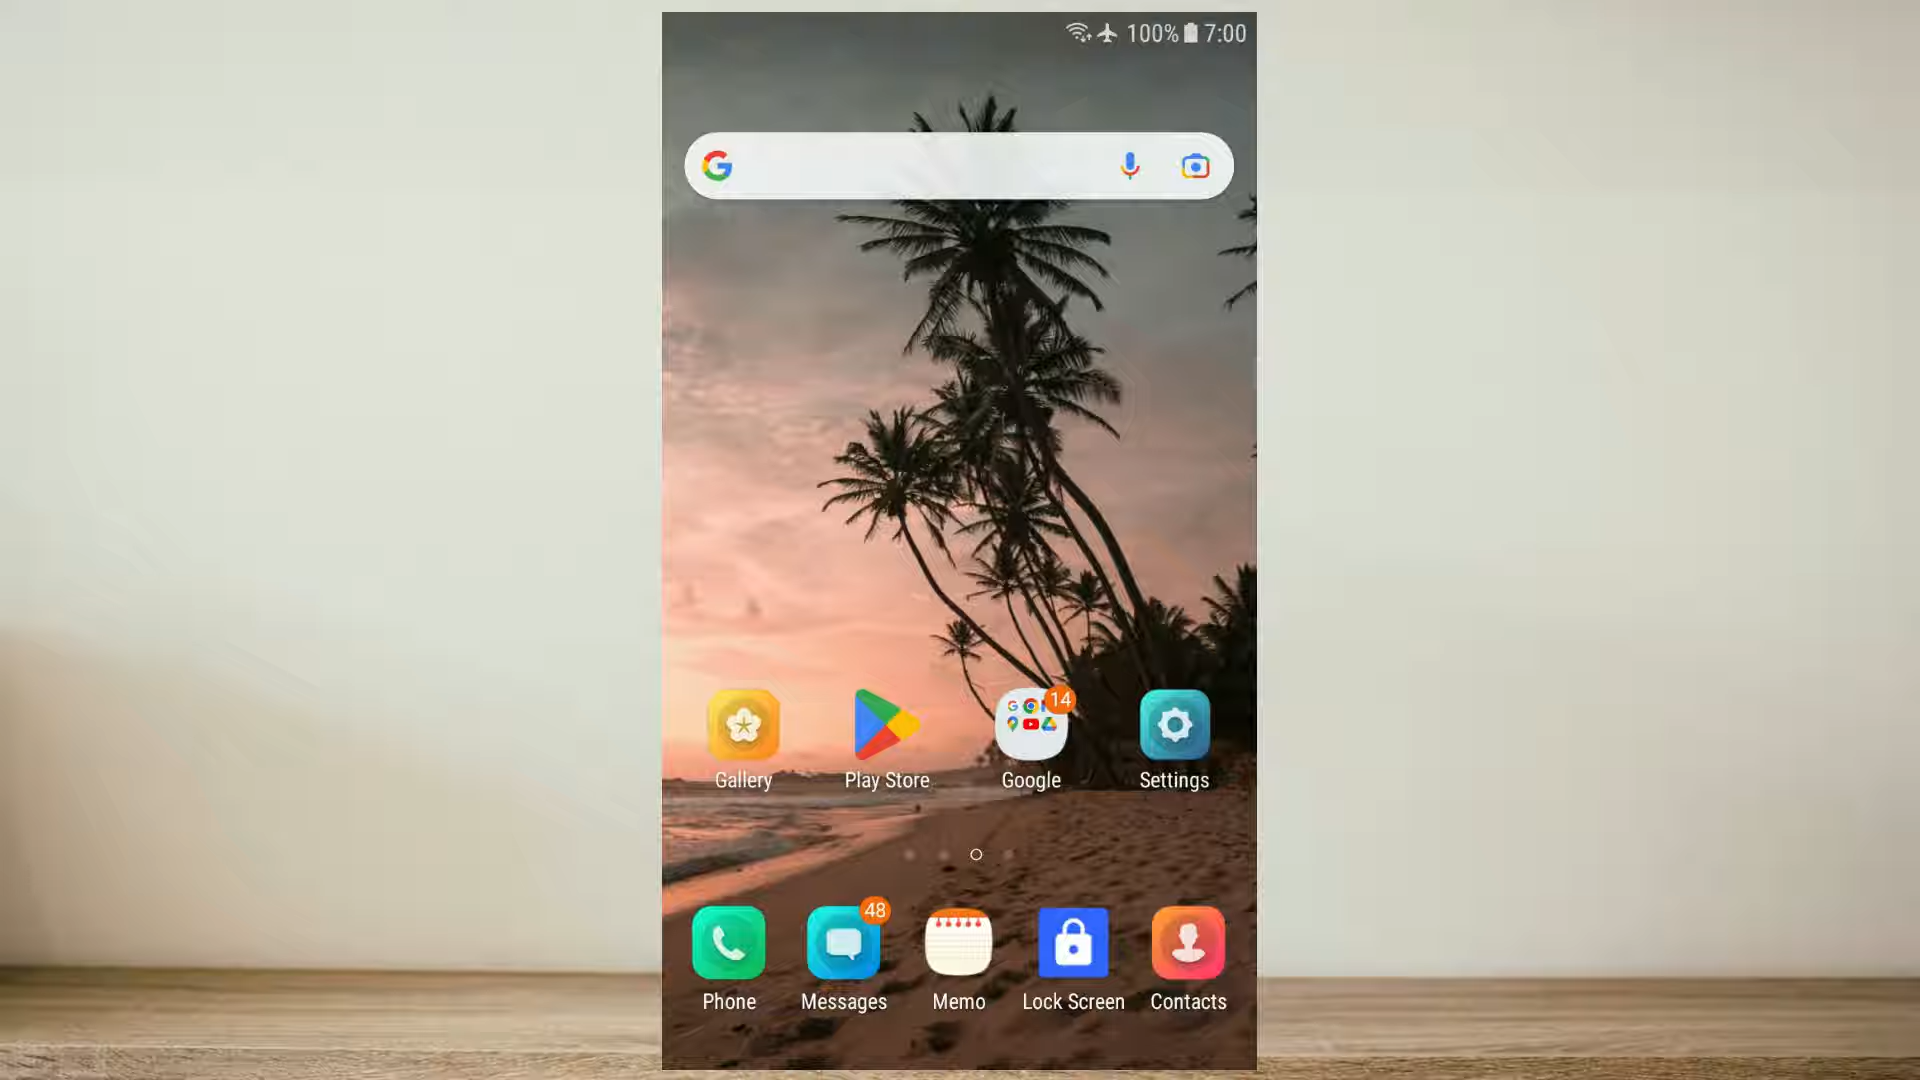 100% 7:00
14
Gallery Play Store Google Settings
48
Phone Messages Memo Lock Screen Contacts